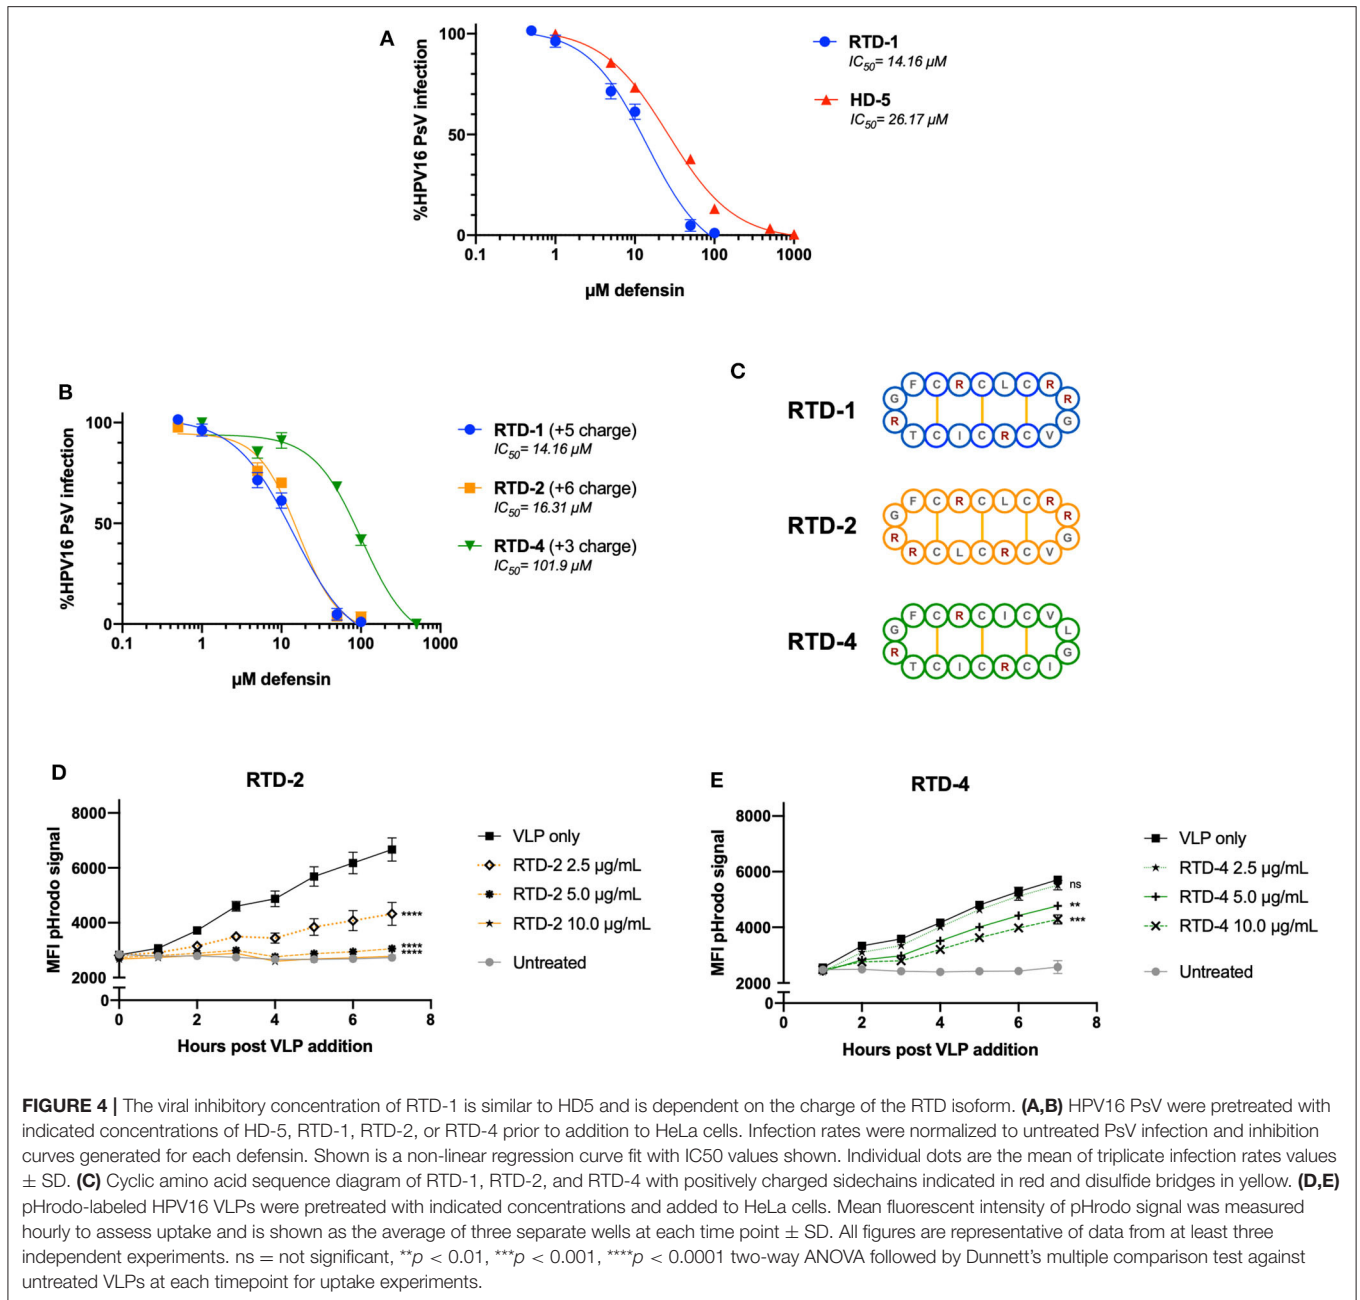 A
%HPV16 PsV infection
100
50
0
0.1 1 10 100 1000
µM defensin
RTD-1
IC50= 14.16 µM
HD-5
IC50= 26.17 µM
B
%HPV16 PsV infection
100
50
0
0.1 1 10 100 1000
µM defensin
RTD-1 (+5 charge)
IC50= 14.16 µM
RTD-2 (+6 charge)
IC50= 16.31 µM
RTD-4 (+3 charge)
IC50= 101.9 µM
C
RTD-1
F C R C L C R
G R
R G
T C I C R C V
RTD-2
F C R C L C R
G R
R G
R C L C R C V
RTD-4
F C R C I C V
G L
R G
T C I C R C I
D
RTD-2
MFI pHrodo signal
8000
6000
4000
2000
0
0 2 4 6 8
Hours post VLP addition
****
****
****
VLP only
RTD-2 2.5 µg/mL
RTD-2 5.0 µg/mL
RTD-2 10.0 µg/mL
Untreated
E
RTD-4
MFI pHrodo signal
8000
6000
4000
2000
0
0 2 4 6 8
Hours post VLP addition
ns
**
***
VLP only
RTD-4 2.5 µg/mL
RTD-4 5.0 µg/mL
RTD-4 10.0 µg/mL
Untreated
FIGURE 4 | The viral inhibitory concentration of RTD-1 is similar to HD5 and is dependent on the charge of the RTD isoform. (A,B) HPV16 PsV were pretreated with
indicated concentrations of HD-5, RTD-1, RTD-2, or RTD-4 prior to addition to HeLa cells. Infection rates were normalized to untreated PsV infection and inhibition
curves generated for each defensin. Shown is a non-linear regression curve fit with IC50 values shown. Individual dots are the mean of triplicate infection rates values
± SD. (C) Cyclic amino acid sequence diagram of RTD-1, RTD-2, and RTD-4 with positively charged sidechains indicated in red and disulfide bridges in yellow. (D,E)
pHrodo-labeled HPV16 VLPs were pretreated with indicated concentrations and added to HeLa cells. Mean fluorescent intensity of pHrodo signal was measured
hourly to assess uptake and is shown as the average of three separate wells at each time point ± SD. All figures are representative of data from at least three
independent experiments. ns = not significant, **p < 0.01, ***p < 0.001, ****p < 0.0001 two-way ANOVA followed by Dunnett's multiple comparison test against
untreated VLPs at each timepoint for uptake experiments.